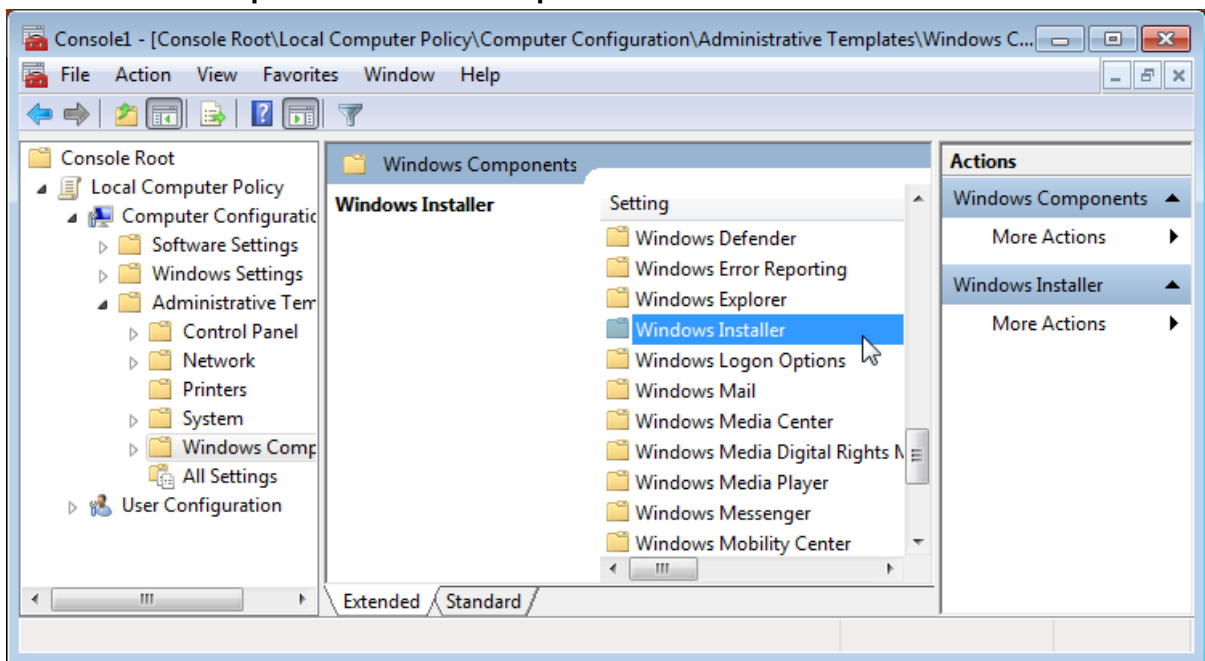 Console1 - [Console Root\Local Computer Policy\Computer Configuration\Administrative Templates\Windows C...
File Action View Favorites Window Help
Console Root
Local Computer Policy
Computer Configuratic
Software Settings
Windows Settings
Administrative Tem
Control Panel
Network
Printers
System
Windows Comp
All Settings
User Configuration
Windows Components
Windows Installer
Setting
Windows Defender
Windows Error Reporting
Windows Explorer
Windows Installer
Windows Logon Options
Windows Mail
Windows Media Center
Windows Media Digital Rights M
Windows Media Player
Windows Messenger
Windows Mobility Center
Extended Standard
Actions
Windows Components
More Actions
Windows Installer
More Actions